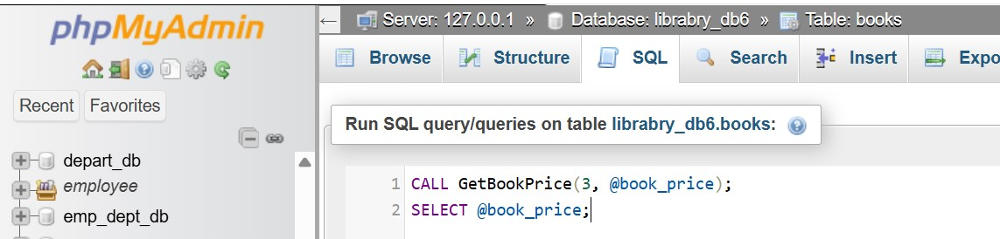 phpMyAdmin
Recent Favorites
depart_db
employee
emp_dept_db
← Server: 127.0.0.1 » Database: librabry_db6 » Table: books
Browse Structure SQL Search Insert Expo
Run SQL query/queries on table librabry_db6.books:
1 CALL GetBookPrice(3, @book_price);
2 SELECT @book_price;